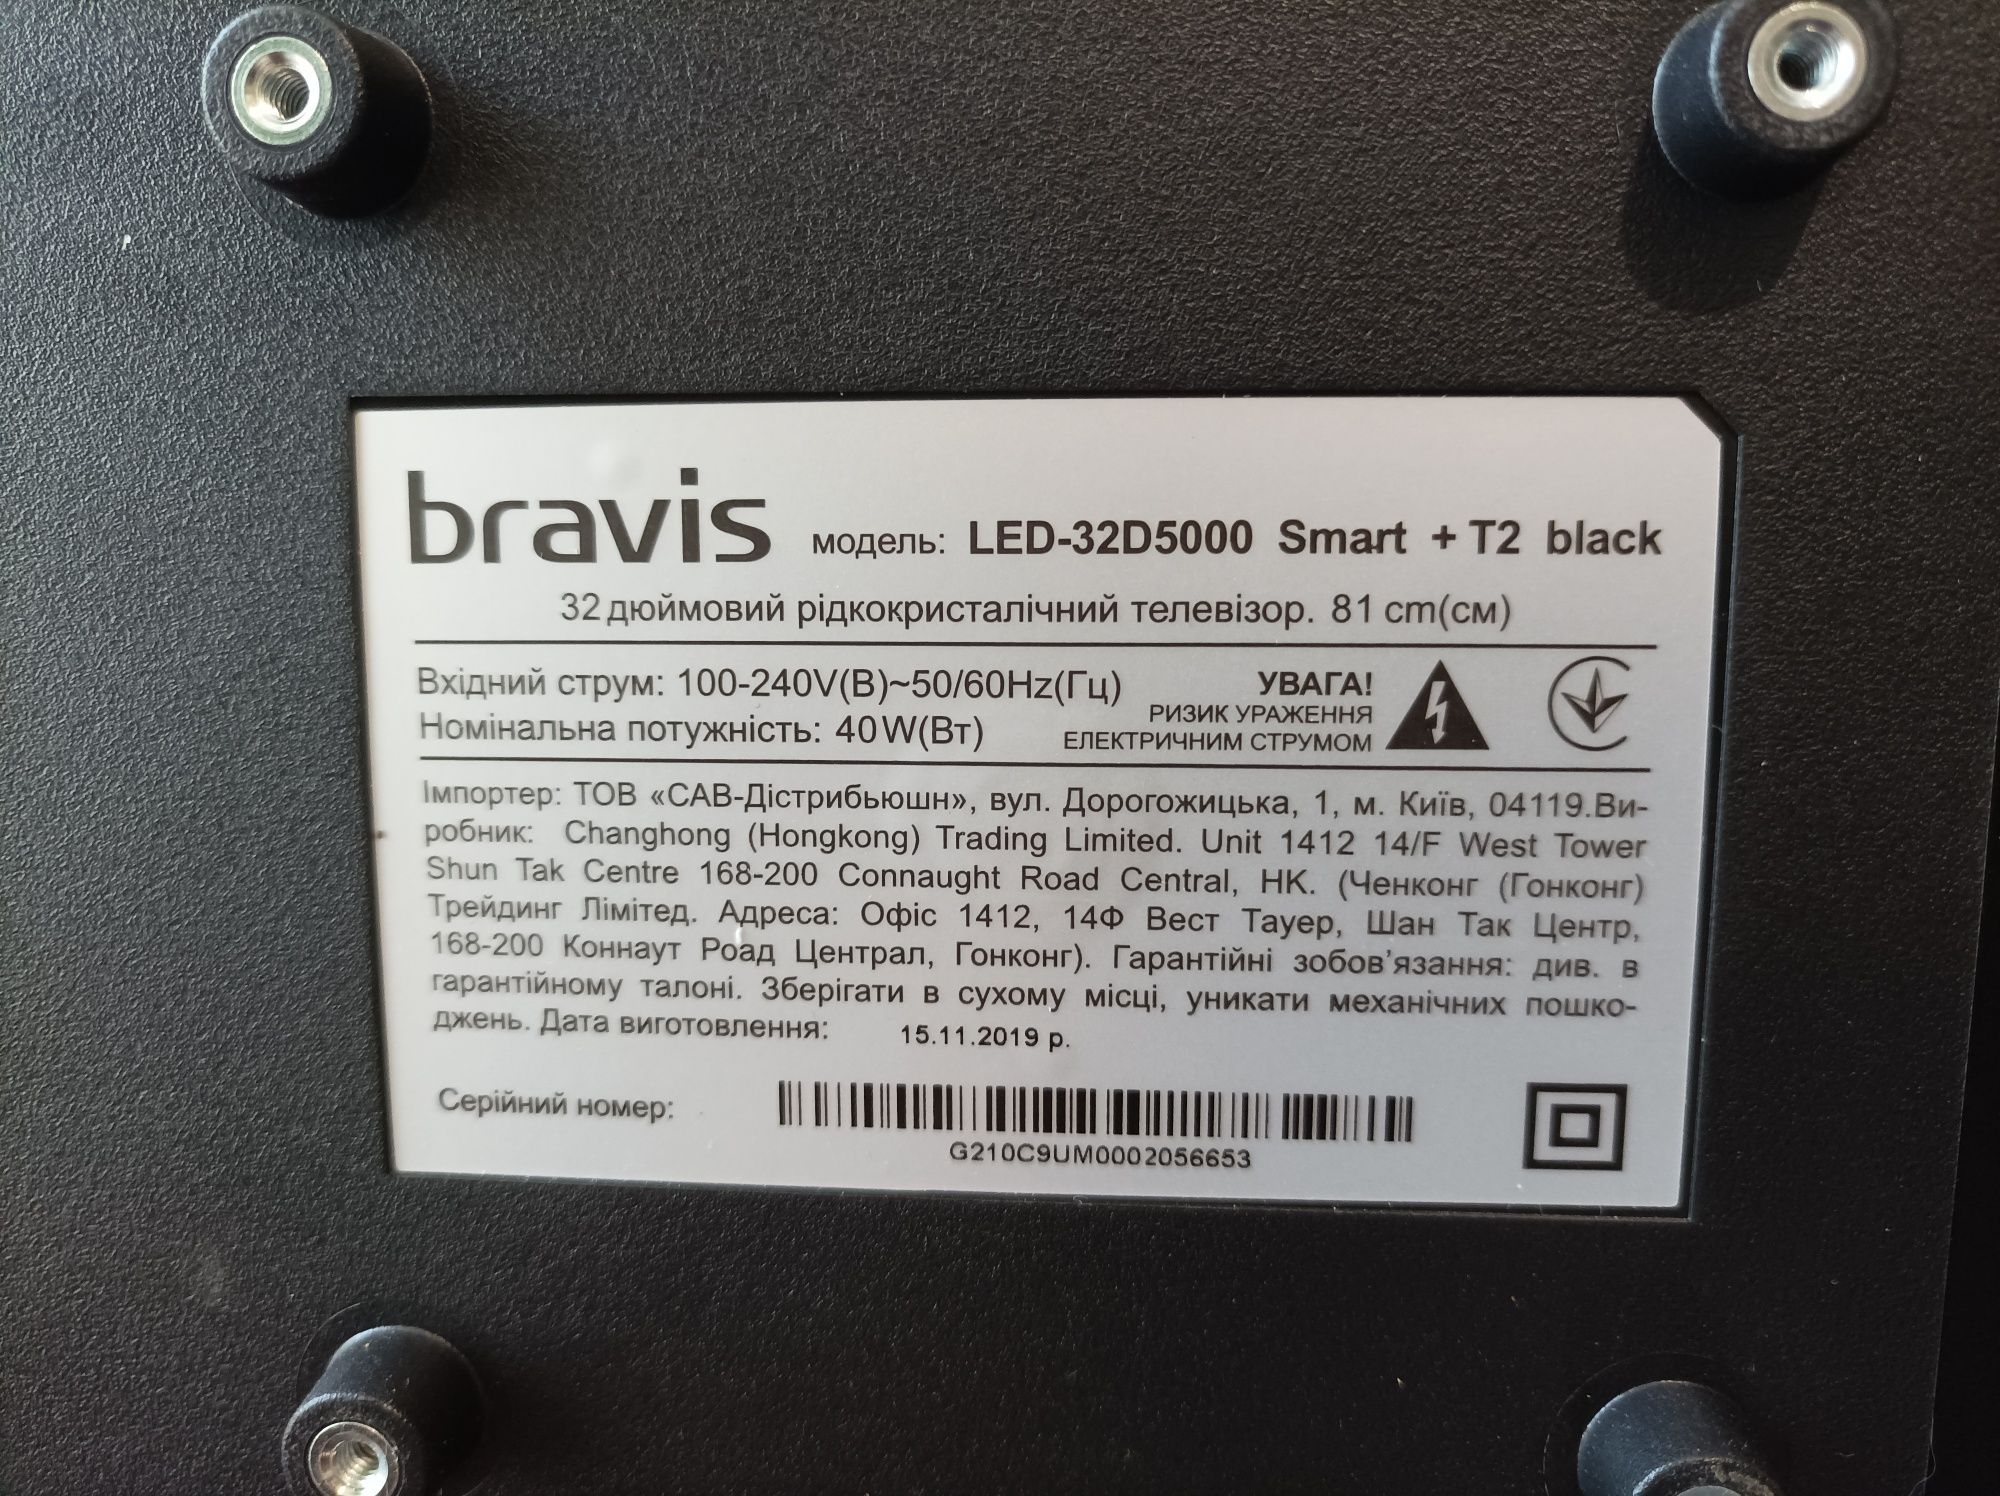 bravis модель: LED-32D5000 Smart + T2 black
32 дюймовий рідкокристалічний телевізор. 81 cm(см)
Вхідний струм: 100-240V(В)~50/60Hz(Гц)
Номінальна потужність: 40W(Вт)
УВАГА!
РИЗИК УРАЖЕННЯ
ЕЛЕКТРИЧНИМ СТРУМОМ
Імпортер: ТОВ «САВ-Дістрибьюшн», вул. Дорогожицька, 1, м. Київ, 04119.Ви-
робник: Changhong (Hongkong) Trading Limited. Unit 1412 14/F West Tower
Shun Tak Centre 168-200 Connaught Road Central, HK. (Ченконг (Гонконг)
Трейдинг Лімітед. Адреса: Офіс 1412, 14Ф Вест Тауер, Шан Так Центр,
168-200 Коннаут Роад Централ, Гонконг). Гарантійні зобов'язання: див. в
гарантійному талоні. Зберігати в сухому місці, уникати механічних пошко-
джень. Дата виготовлення: 15.11.2019 р.
Серійний номер:
G210C9UM0002056653